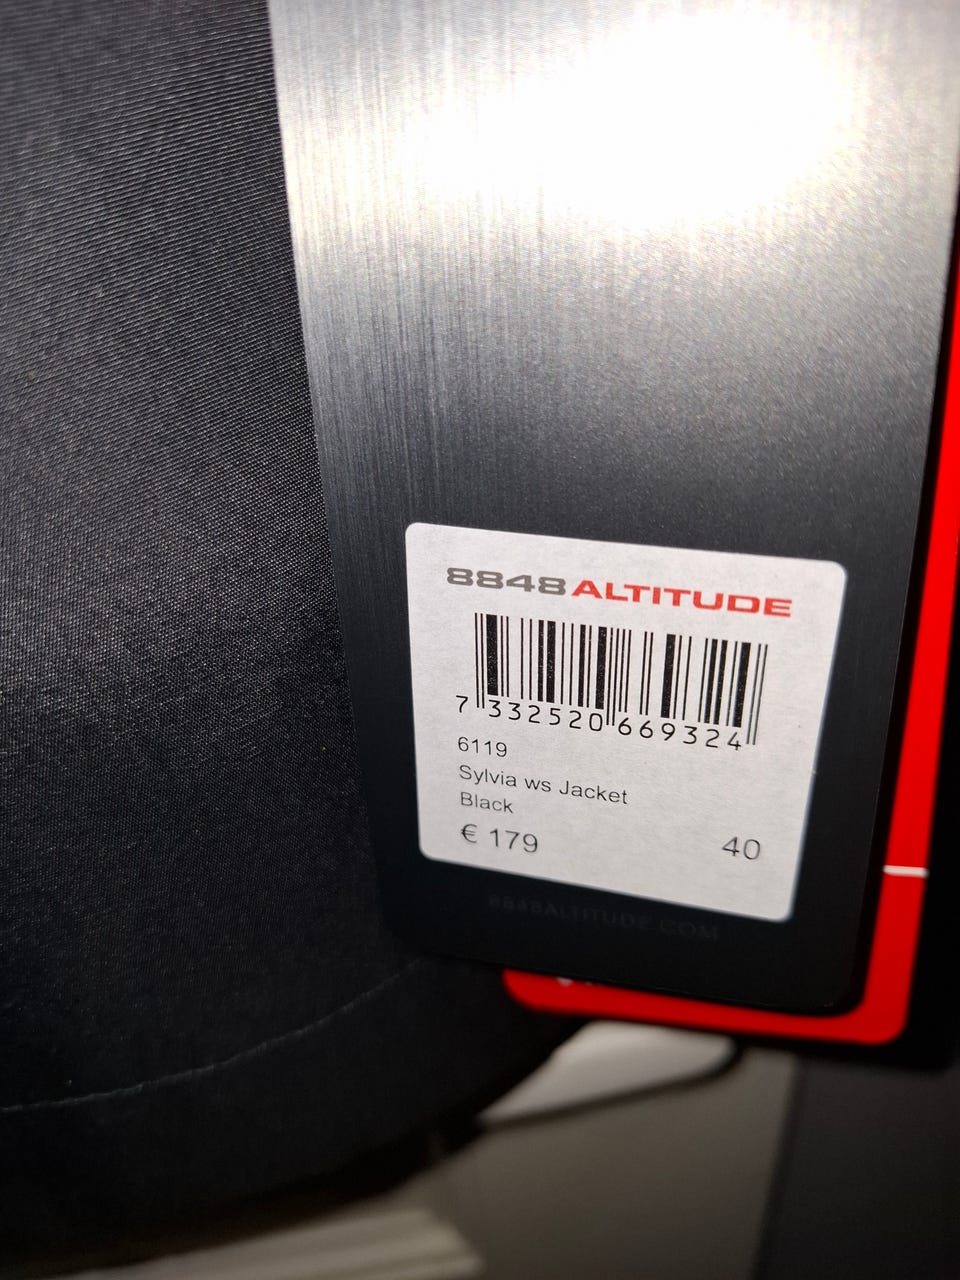 8848 ALTITUDE
7 332520 669324
6119
Sylvia ws Jacket
Black
€ 179 40
8848ALTITUDE.COM